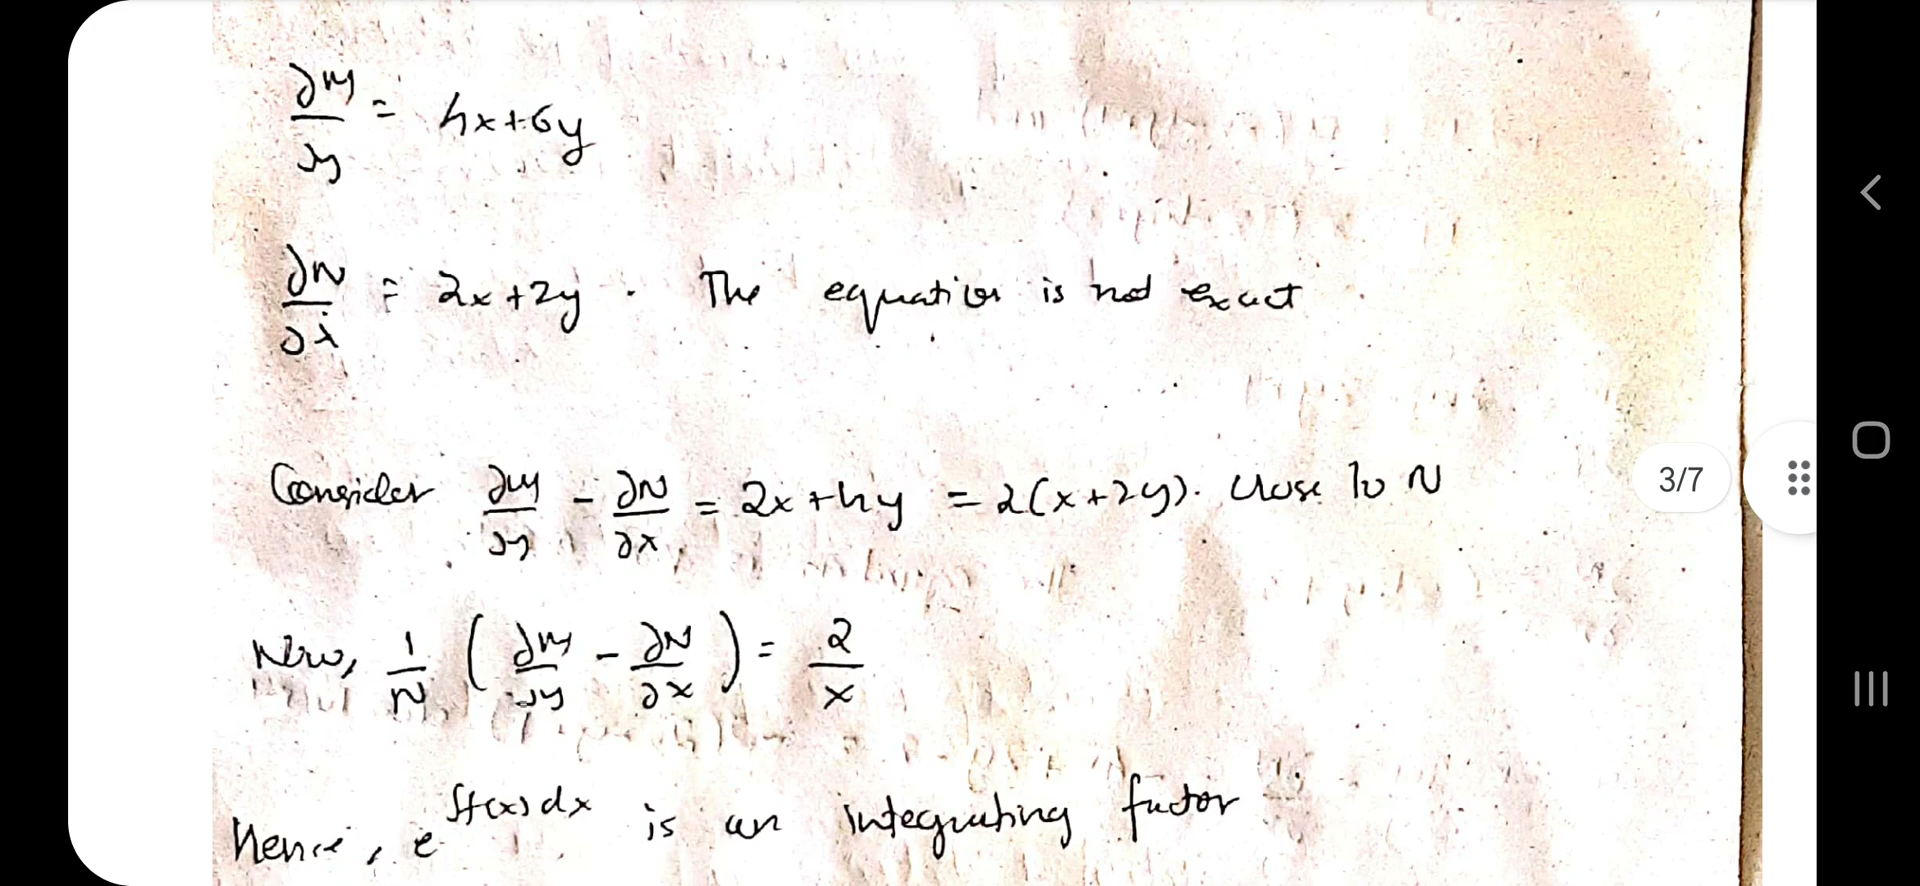 ∂M/∂y = 4x+6y
∂N/∂x = 2x+2y. The equation is not exact
Consider ∂M/∂y - ∂N/∂x = 2x+4y = 2(x+2y). close to N
3/7
Now, 1/N (∂M/∂y - ∂N/∂x) = 2/x
Hence, e^∫f(x)dx is an integrating factor